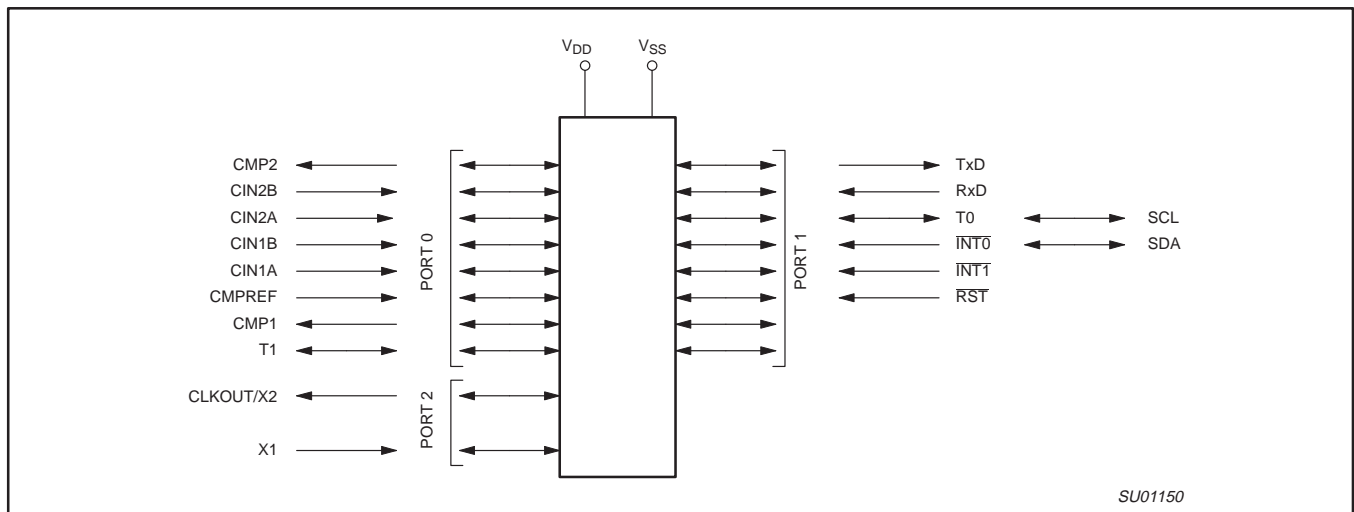 VDD VSS
CMP2
CIN2B
CIN2A
CIN1B
CIN1A
CMPREF
CMP1
T1
PORT 0
CLKOUT/X2
X1
PORT 2
PORT 1
TxD
RxD
T0 SCL
INT0 SDA
INT1
RST
SU01150